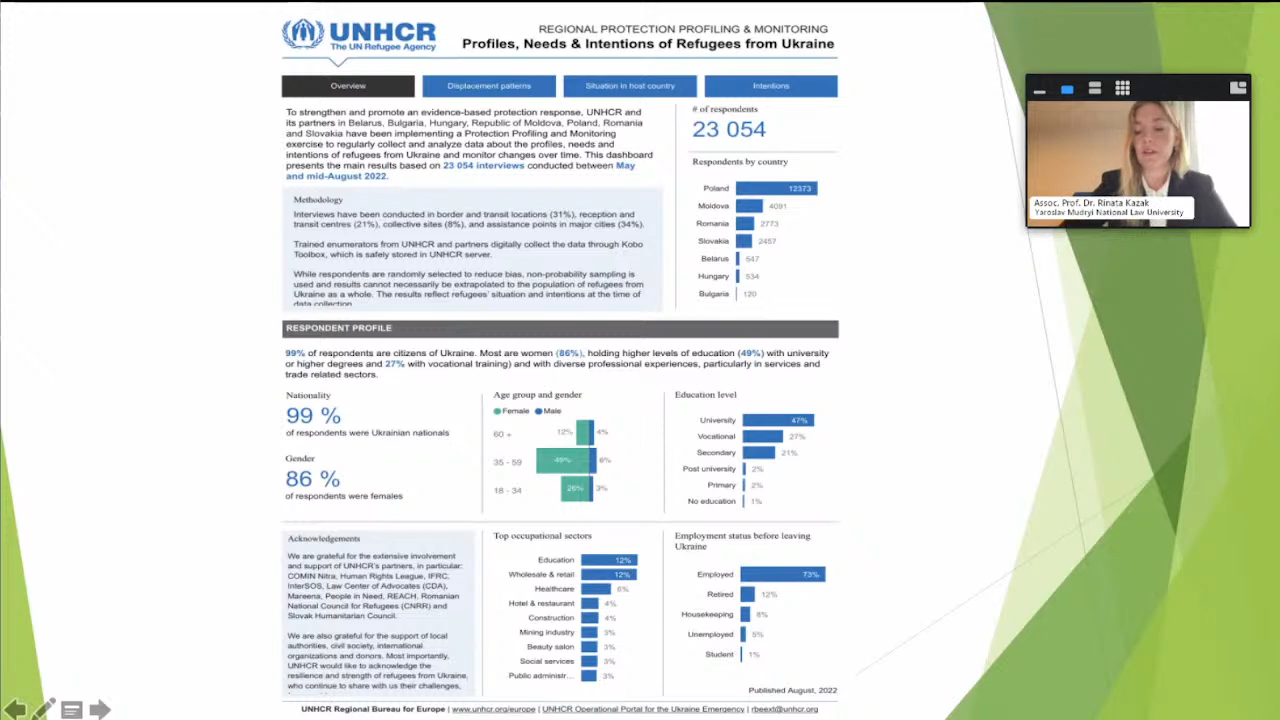 UNHCR
The UN Refugee Agency
REGIONAL PROTECTION PROFILING & MONITORING
Profiles, Needs & Intentions of Refugees from Ukraine
Overview
Displacement patterns
Situation in host country
Intentions
To strengthen and promote an evidence-based protection response, UNHCR and
its partners in Belarus, Bulgaria, Hungary, Republic of Moldova, Poland, Romania
and Slovakia have been implementing a Protection Profiling and Monitoring
exercise to regularly collect and analyze data about the profiles, needs and
intentions of refugees from Ukraine and monitor changes over time. This dashboard
presents the main results based on 23 054 interviews conducted between May
and mid-August 2022.
Methodology
Interviews have been conducted in border and transit locations (31%), reception and
transit centres (21%), collective sites (8%), and assistance points in major cities (34%).
Trained enumerators from UNHCR and partners digitally collect the data through Kobo
Toolbox, which is safely stored in UNHCR server.
While respondents are randomly selected to reduce bias, non-probability sampling is
used and results cannot necessarily be extrapolated to the population of refugees from
Ukraine as a whole. The results reflect refugees' situation and intentions at the time of
data collection
# of respondents
23 054
Respondents by country
Poland 12373
Moldova 4091
Romania 2773
Slovakia 2457
Belarus 647
Hungary 534
Bulgaria 120
Assoc. Prof. Dr. Rinata Kazak
Yaroslav Mudryi National Law University
RESPONDENT PROFILE
99% of respondents are citizens of Ukraine. Most are women (86%), holding higher levels of education (49%) with university
or higher degrees and 27% with vocational training) and with diverse professional experiences, particularly in services and
trade related sectors.
Nationality
99 %
of respondents were Ukrainian nationals
Gender
86 %
of respondents were females
Age group and gender
Female Male
60 + 12% 4%
35 - 59 49% 6%
18 - 34 26% 3%
Education level
University 47%
Vocational 27%
Secondary 21%
Post university 2%
Primary 2%
No education 1%
Acknowledgements
We are grateful for the extensive involvement
and support of UNHCR's partners, in particular:
COMIN Nitra, Human Rights League, IFRC,
InterSOS, Law Center of Advocates (CDA),
Mareena, People in Need, REACH, Romanian
National Council for Refugees (CNRR) and
Slovak Humanitarian Council.
We are also grateful for the support of local
authorities, civil society, international
organizations and donors. Most importantly,
UNHCR would like to acknowledge the
resilience and strength of refugees from Ukraine,
who continue to share with us their challenges,
Top occupational sectors
Education 12%
Wholesale & retail 12%
Healthcare 6%
Hotel & restaurant 4%
Construction 4%
Mining industry 3%
Beauty salon 3%
Social services 3%
Public administr... 3%
Employment status before leaving
Ukraine
Employed 73%
Retired 12%
Housekeeping 8%
Unemployed 5%
Student 1%
Published August, 2022
UNHCR Regional Bureau for Europe | www.unhcr.org/europe | UNHCR Operational Portal for the Ukraine Emergency | rbeext@unhcr.org